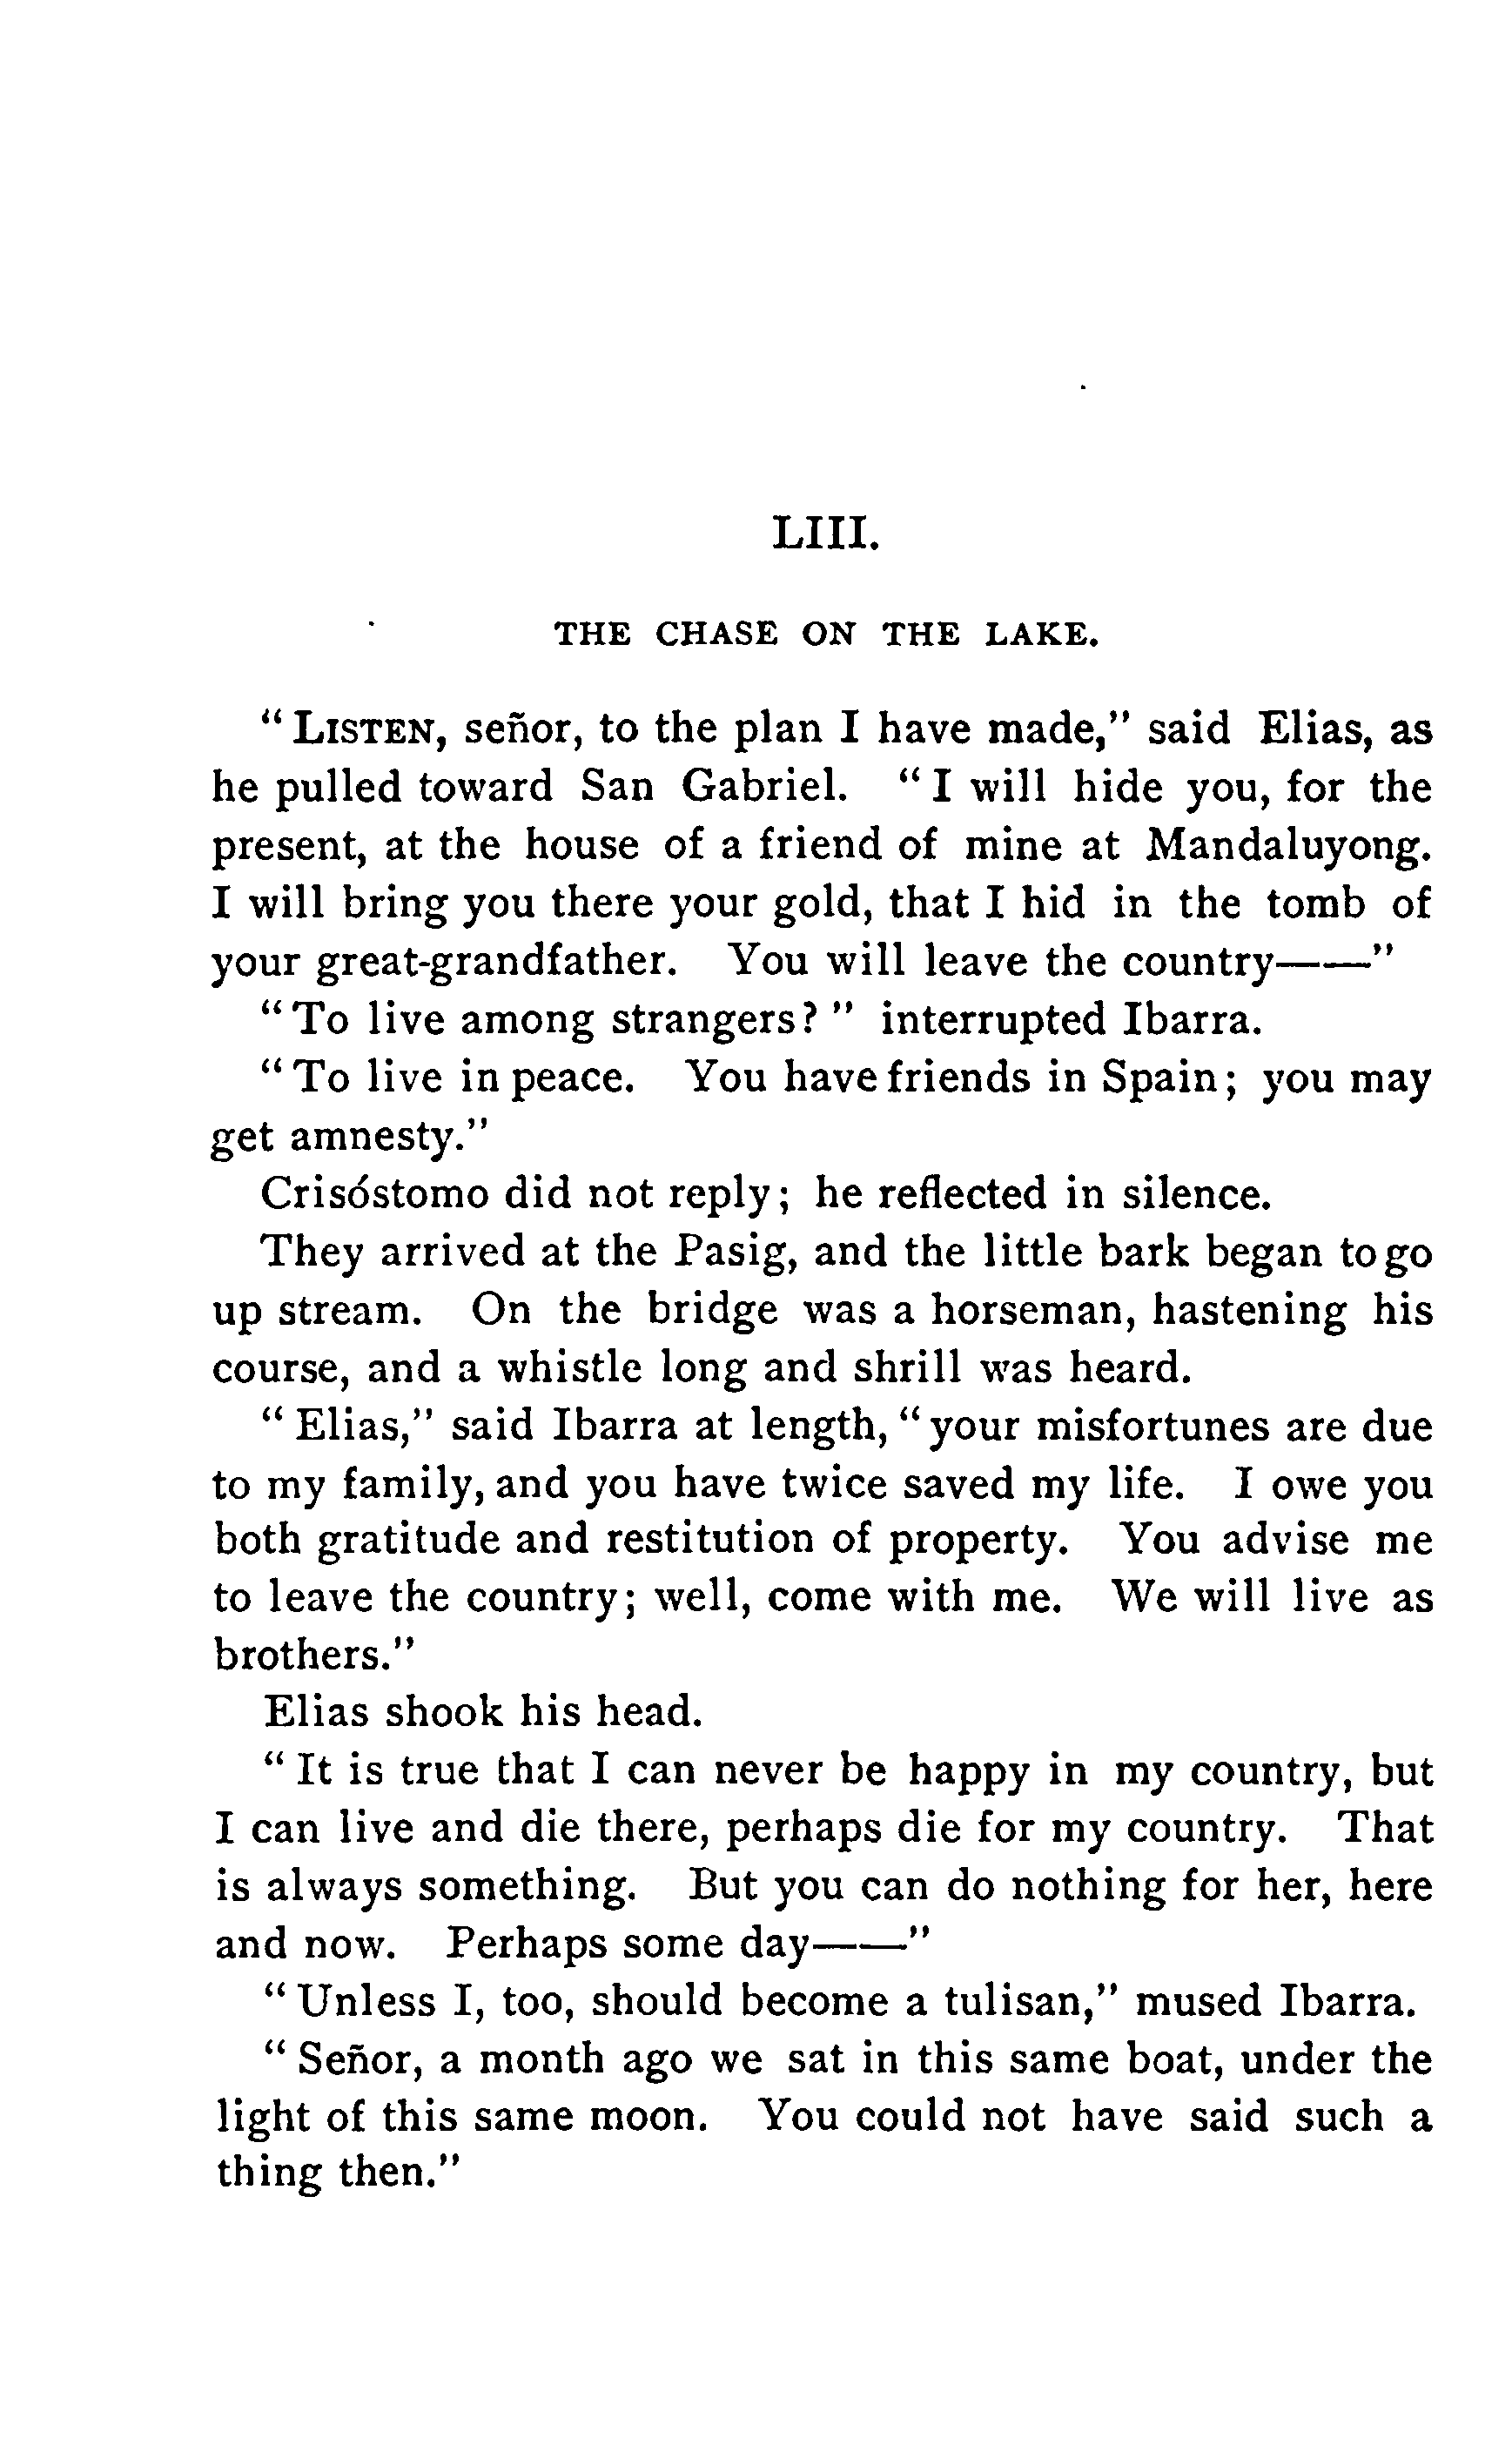 LIII.
THE CHASE ON THE LAKE.
“ LISTEN, señor, to the plan I have made,” said Elias, as
he pulled toward San Gabriel. “ I will hide you, for the
present, at the house of a friend of mine at Mandaluyong.
I will bring you there your gold, that I hid in the tomb of
your great-grandfather. You will leave the country——”
“ To live among strangers? ” interrupted Ibarra.
“ To live in peace. You have friends in Spain; you may
get amnesty.”
Crisóstomo did not reply; he reflected in silence.
They arrived at the Pasig, and the little bark began to go
up stream. On the bridge was a horseman, hastening his
course, and a whistle long and shrill was heard.
“ Elias,” said Ibarra at length, “ your misfortunes are due
to my family, and you have twice saved my life. I owe you
both gratitude and restitution of property. You advise me
to leave the country; well, come with me. We will live as
brothers.”
Elias shook his head.
“ It is true that I can never be happy in my country, but
I can live and die there, perhaps die for my country. That
is always something. But you can do nothing for her, here
and now. Perhaps some day——”
“ Unless I, too, should become a tulisan,” mused Ibarra.
“ Señor, a month ago we sat in this same boat, under the
light of this same moon. You could not have said such a
thing then.”